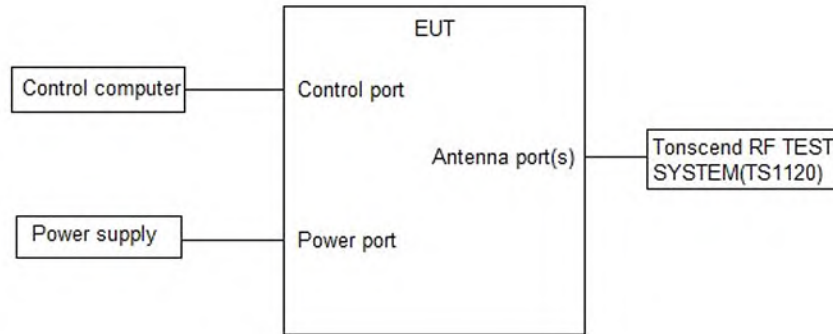 EUT
Control computer
Control port
Antenna port(s)
Tonscend RF TEST
SYSTEM(TS1120)
Power supply
Power port